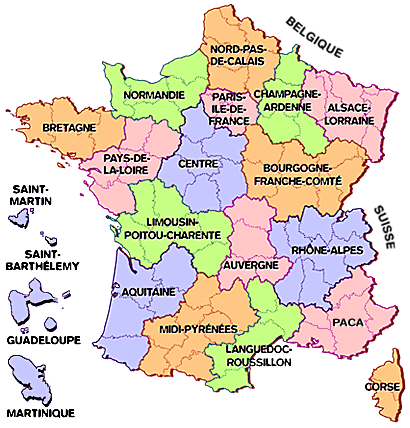 BELGIQUE
NORD-PAS-
DE-CALAIS
NORMANDIE
PARIS-
ILE-DE-
FRANCE
CHAMPAGNE-
ARDENNE
ALSACE-
LORRAINE
BRETAGNE
PAYS-DE-
LA-LOIRE
CENTRE
BOURGOGNE-
FRANCHE-COMTÉ
SUISSE
SAINT-
MARTIN
LIMOUSIN-
POITOU-CHARENTE
SAINT-
BARTHÉLEMY
AUVERGNE
RHÔNE-ALPES
AQUITAINE
GUADELOUPE
MIDI-PYRÉNÉES
PACA
LANGUEDOC-
ROUSSILLON
CORSE
MARTINIQUE